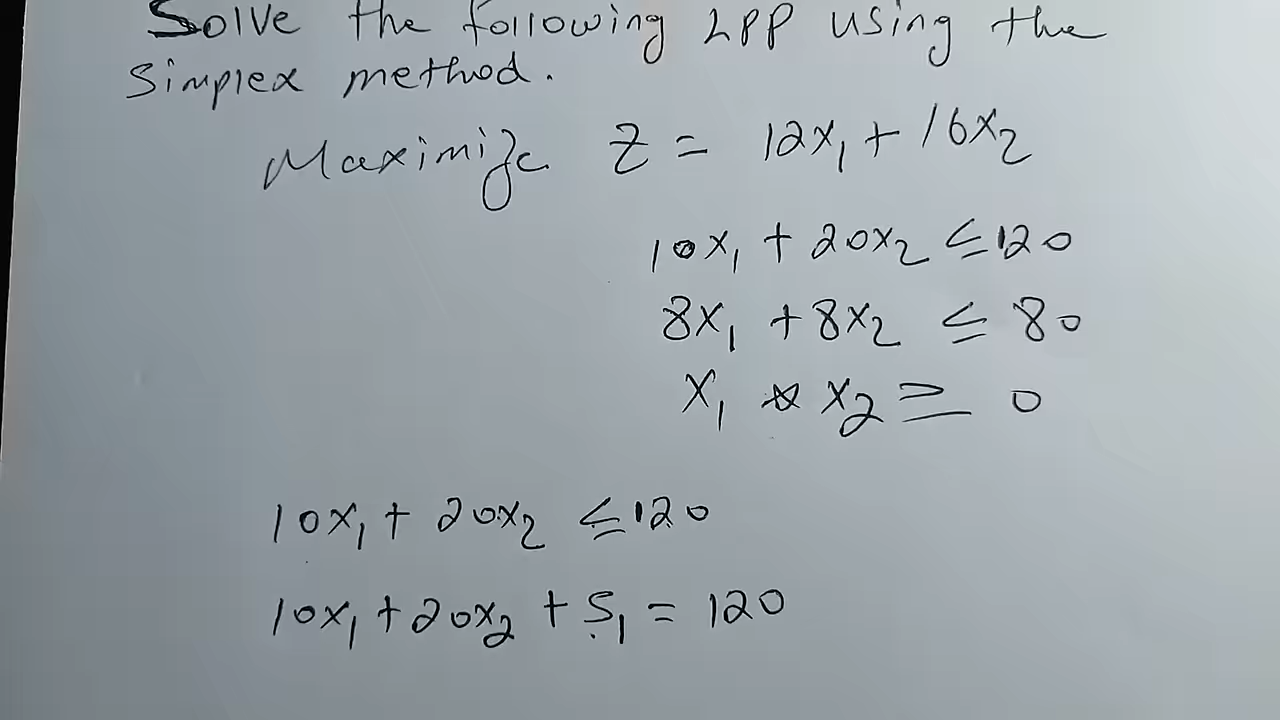 Solve the following LPP using the
Simplex method.
Maximize Z = 12x₁ + 16x₂
10x₁ + 20x₂ ≤ 120
8x₁ + 8x₂ ≤ 80
x₁ & x₂ ≥ 0
10x₁ + 20x₂ ≤ 120
10x₁ + 20x₂ + S₁ = 120